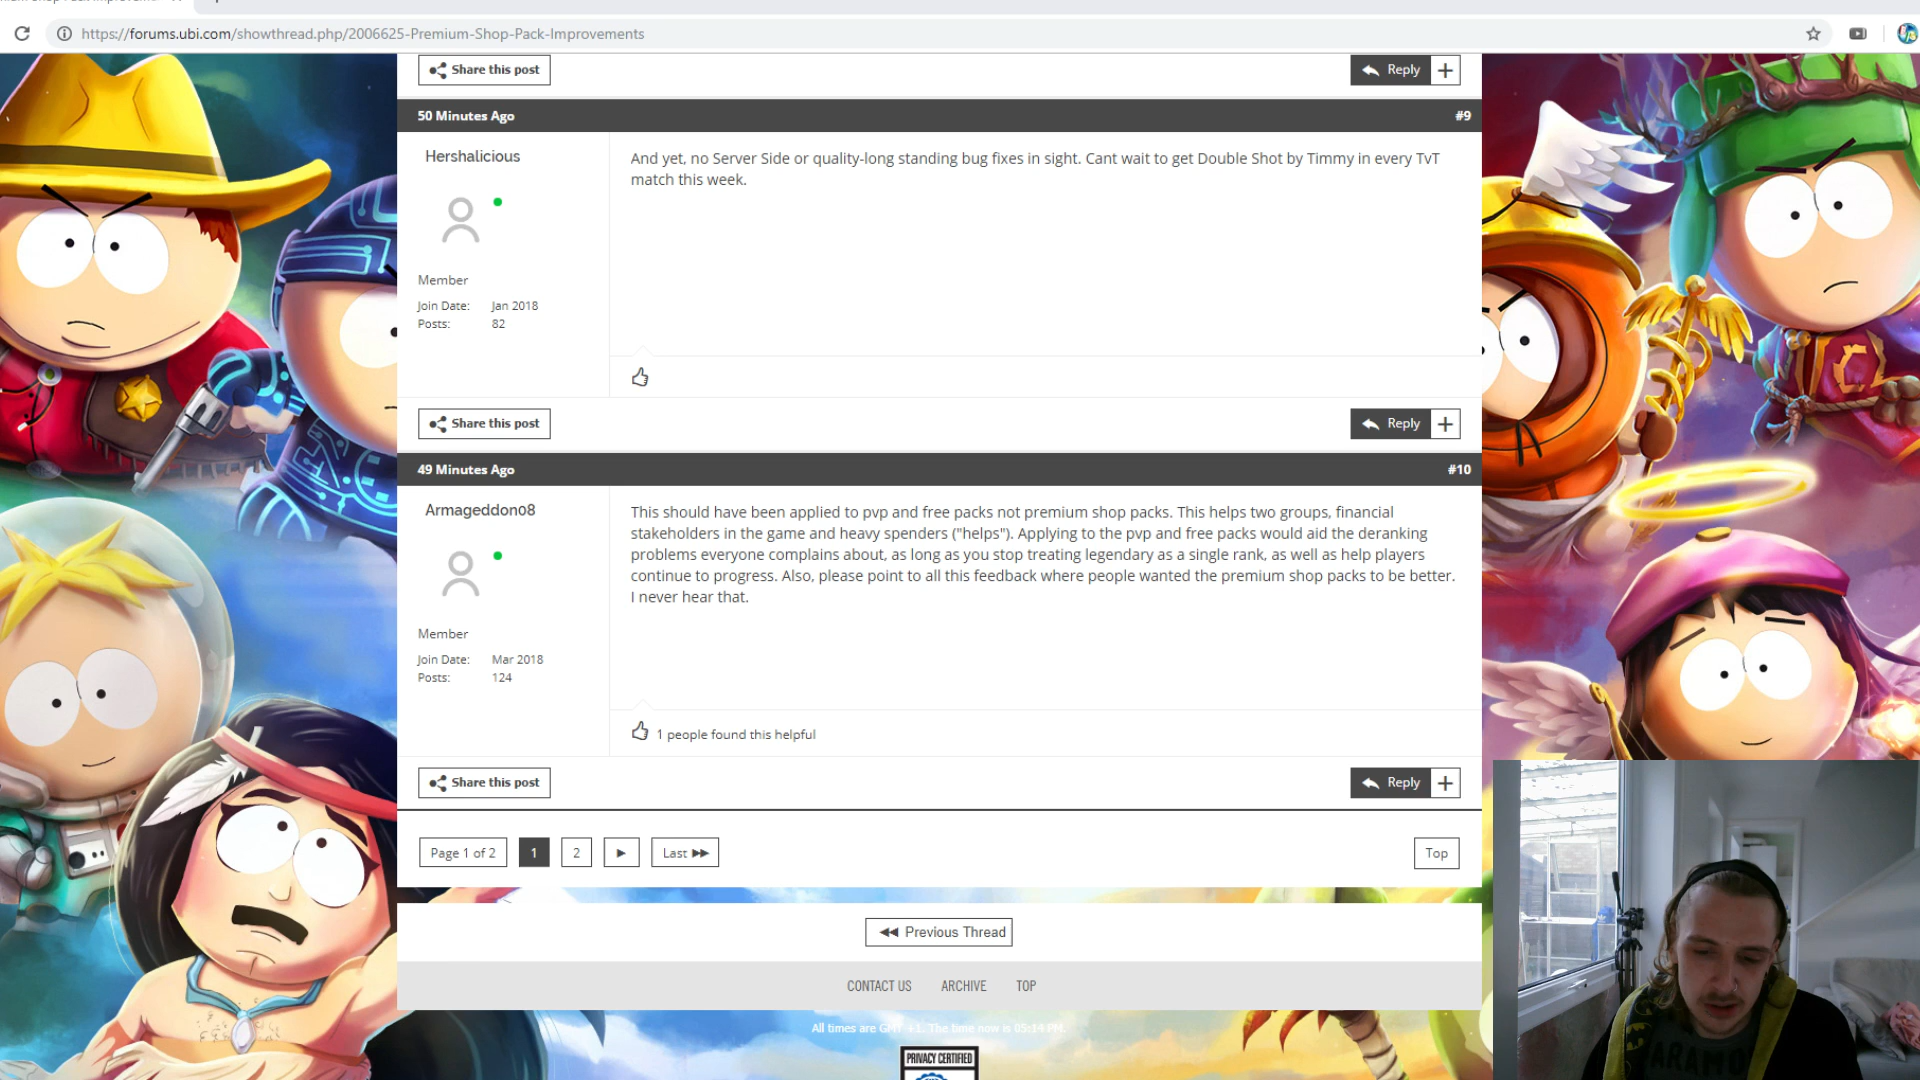 https://forums.ubi.com/showthread.php/2006625-Premium-Shop-Pack-Improvements
Share this post
Reply
50 Minutes Ago
#9
Hershalicious
And yet, no Server Side or quality-long standing bug fixes in sight. Cant wait to get Double Shot by Timmy in every TvT
match this week.
Member
Join Date: Jan 2018
Posts: 82
Share this post
Reply
49 Minutes Ago
#10
Armageddon08
This should have been applied to pvp and free packs not premium shop packs. This helps two groups, financial
stakeholders in the game and heavy spenders ("helps"). Applying to the pvp and free packs would aid the deranking
problems everyone complains about, as long as you stop treating legendary as a single rank, as well as help players
continue to progress. Also, please point to all this feedback where people wanted the premium shop packs to be better.
I never hear that.
Member
Join Date: Mar 2018
Posts: 124
1 people found this helpful
Share this post
Reply
Page 1 of 2
1
2
Last
Top
Previous Thread
CONTACT US
ARCHIVE
TOP
All times are GMT +1. The time now is 05:14 PM.
PRIVACY CERTIFIED